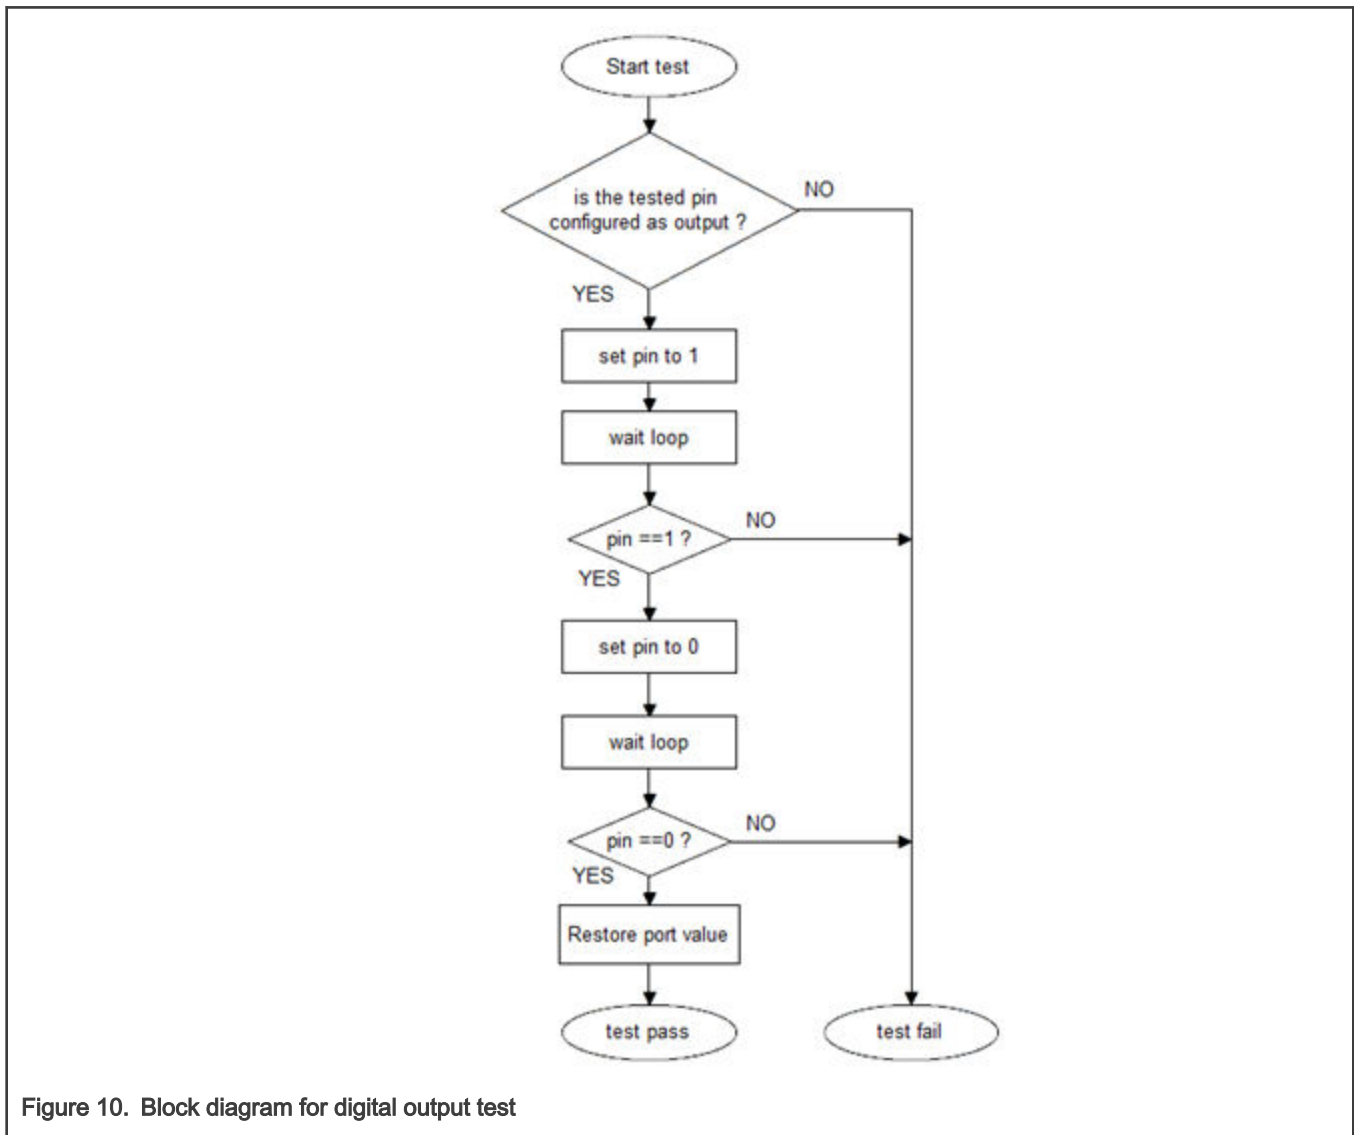 Start test
is the tested pin
configured as output ?
NO
YES
set pin to 1
wait loop
pin ==1 ?
NO
YES
set pin to 0
wait loop
pin ==0 ?
NO
YES
Restore port value
test pass
test fail
Figure 10. Block diagram for digital output test